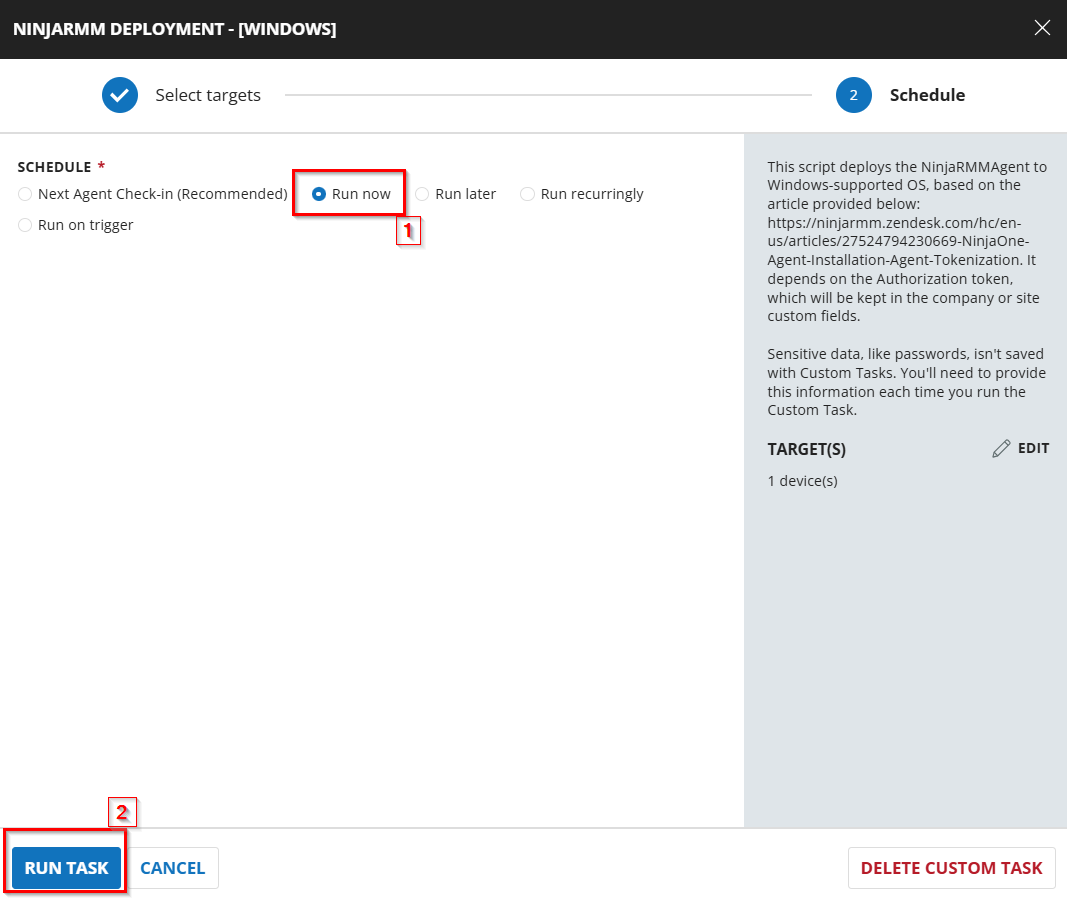 NINJARMM DEPLOYMENT - [WINDOWS]
Select targets
2
Schedule
SCHEDULE *
Next Agent Check-in (Recommended)
Run now
Run later
Run recurringly
1
Run on trigger
This script deploys the NinjaRMMAgent to
Windows-supported OS, based on the
article provided below:
https://ninjarmm.zendesk.com/hc/en-
us/articles/27524794230669-NinjaOne-
Agent-Installation-Agent-Tokenization. It
depends on the Authorization token,
which will be kept in the company or site
custom fields.
Sensitive data, like passwords, isn't saved
with Custom Tasks. You'll need to provide
this information each time you run the
Custom Task.
TARGET(S)
EDIT
1 device(s)
2
RUN TASK
CANCEL
DELETE CUSTOM TASK